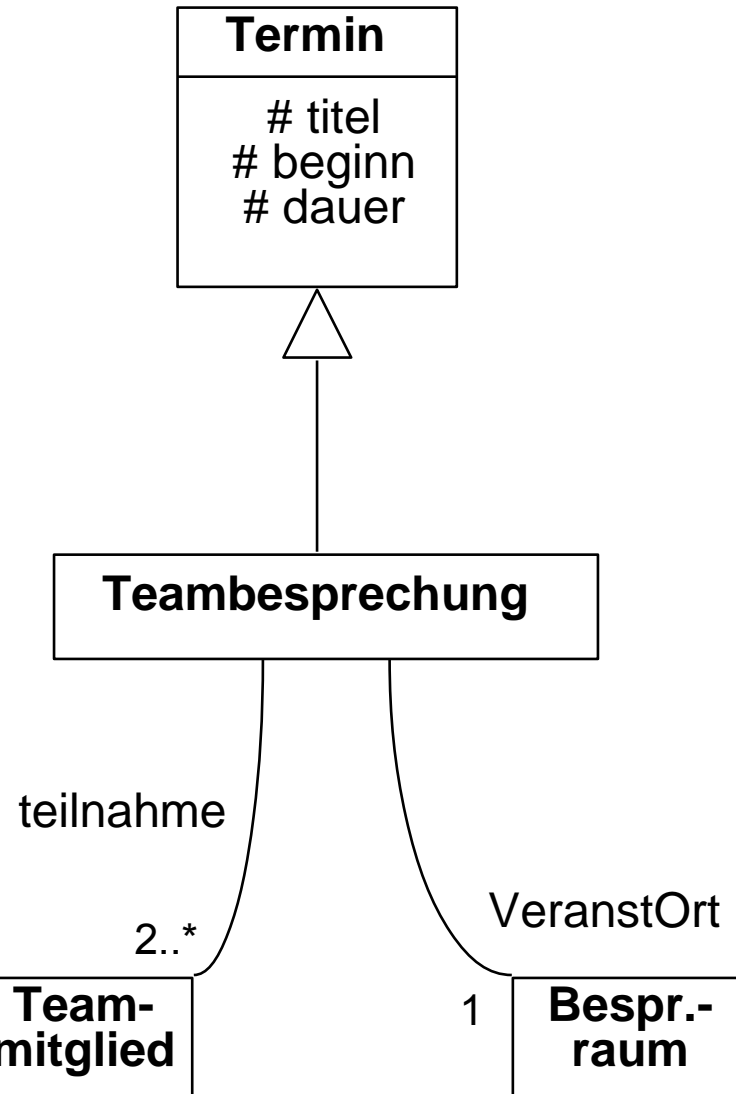 Termin
# titel
# beginn
# dauer
Teambesprechung
teilnahme
VeranstOrt
2..*
1
Team-
mitglied
Bespr.-
raum